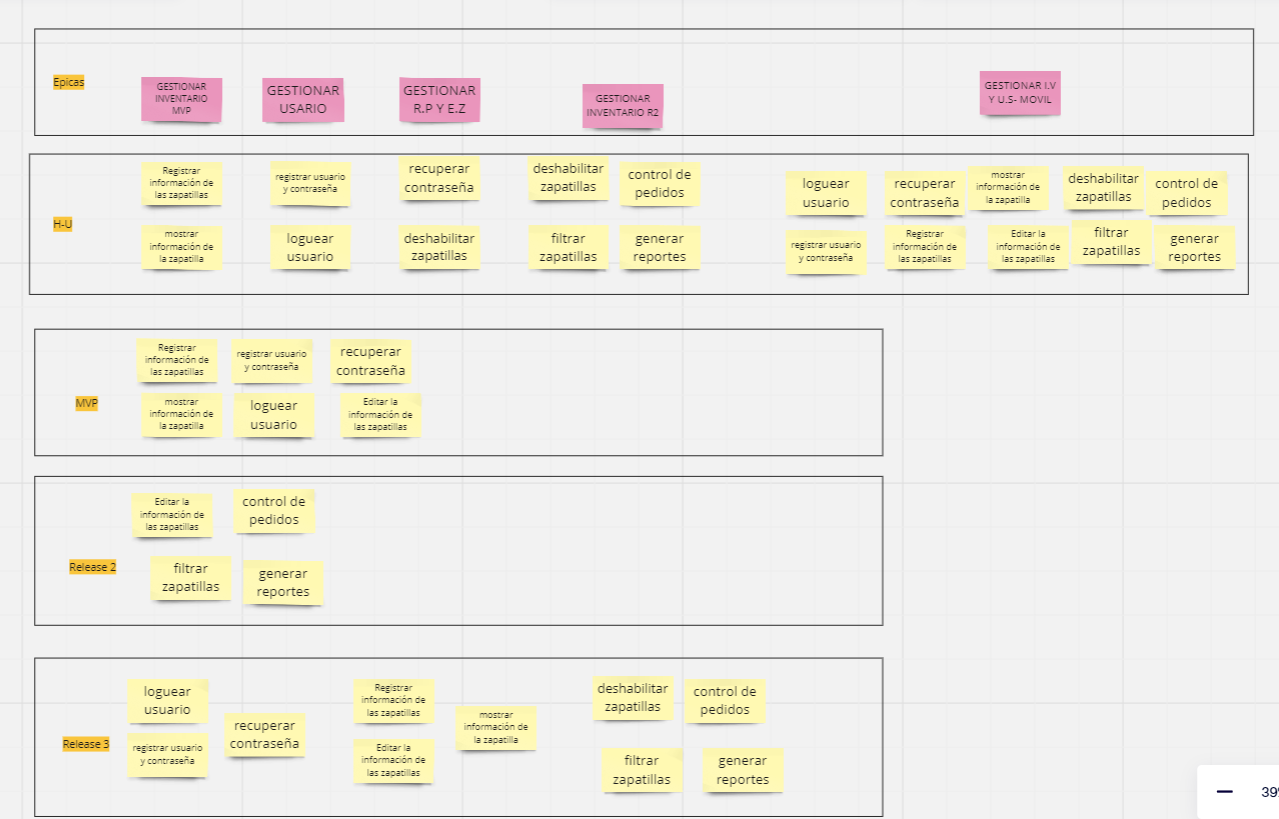 Epicas
GESTIONAR
INVENTARIO
MVP
GESTIONAR
USARIO
GESTIONAR
R.P Y E.Z
GESTIONAR
INVENTARIO R2
GESTIONAR I.V
Y U.S- MOVIL
H-U
Registrar
información de
las zapatillas
registrar usuario
y contraseña
recuperar
contraseña
deshabilitar
zapatillas
control de
pedidos
loguear
usuario
recuperar
contraseña
mostrar
información de
la zapatilla
deshabilitar
zapatillas
control de
pedidos
mostrar
información de
la zapatilla
loguear
usuario
deshabilitar
zapatillas
filtrar
zapatillas
generar
reportes
registrar usuario
y contraseña
Registrar
información de
las zapatillas
Editar la
información de
las zapatillas
filtrar
zapatillas
generar
reportes
MVP
Registrar
información de
las zapatillas
registrar usuario
y contraseña
recuperar
contraseña
mostrar
información de
la zapatilla
loguear
usuario
Editar la
información de
las zapatillas
Release 2
Editar la
información de
las zapatillas
control de
pedidos
filtrar
zapatillas
generar
reportes
Release 3
loguear
usuario
registrar usuario
y contraseña
recuperar
contraseña
Registrar
información de
las zapatillas
Editar la
información de
las zapatillas
mostrar
información de
la zapatilla
deshabilitar
zapatillas
control de
pedidos
filtrar
zapatillas
generar
reportes